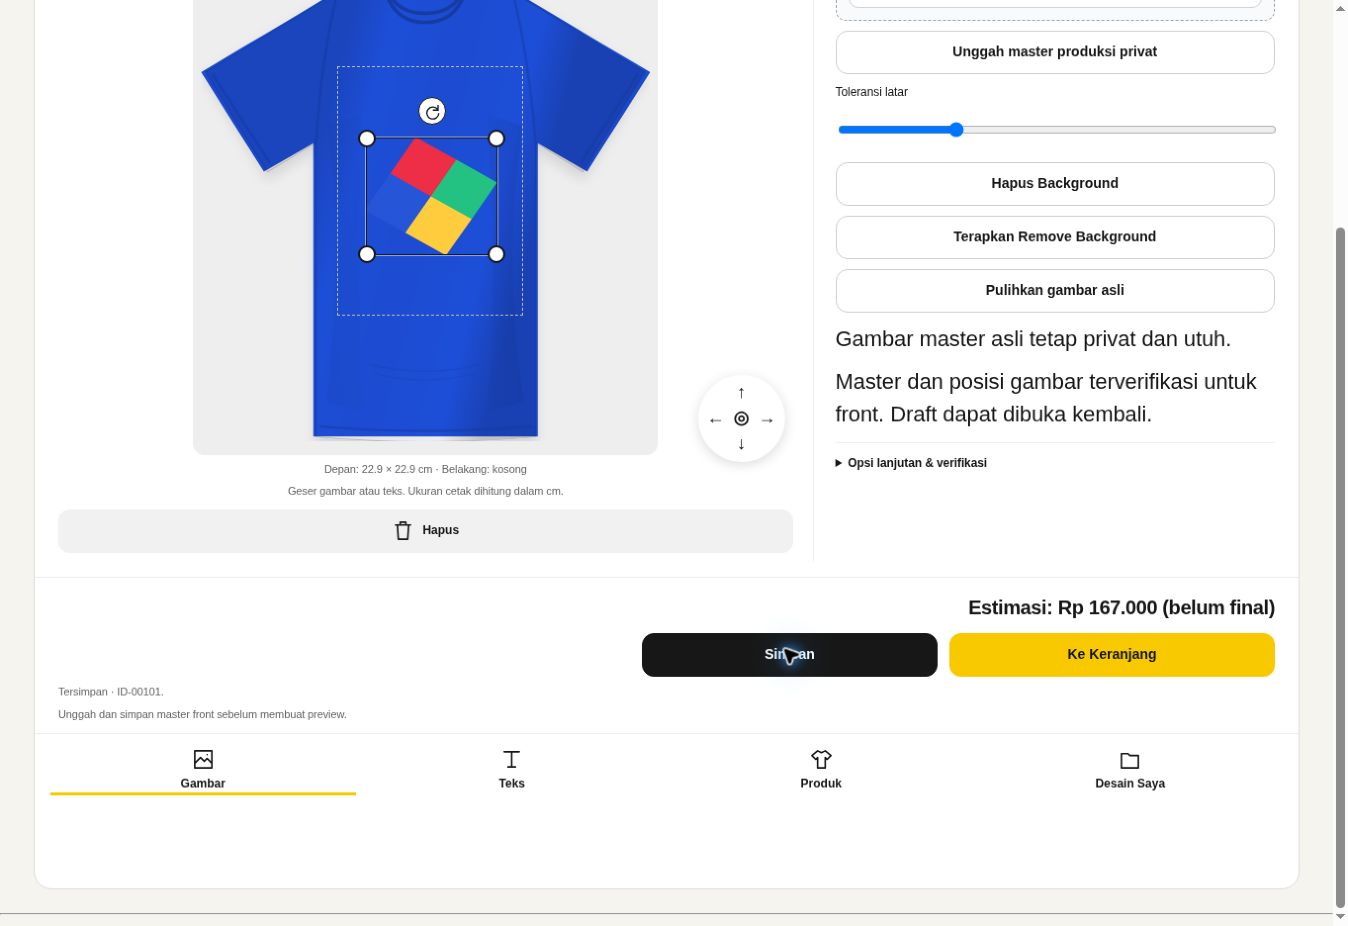 Unggah master produksi privat
Toleransi latar
Hapus Background
Terapkan Remove Background
Pulihkan gambar asli
Gambar master asli tetap privat dan utuh.
Master dan posisi gambar terverifikasi untuk
front. Draft dapat dibuka kembali.
Opsi lanjutan & verifikasi
Depan: 22.9 × 22.9 cm · Belakang: kosong
Geser gambar atau teks. Ukuran cetak dihitung dalam cm.
Hapus
Estimasi: Rp 167.000 (belum final)
Simpan
Ke Keranjang
Tersimpan · ID-00101.
Unggah dan simpan master front sebelum membuat preview.
Gambar
Teks
Produk
Desain Saya